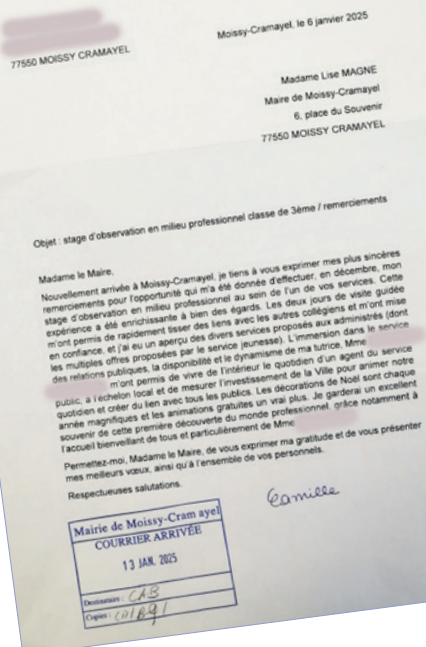 Moissy-Cramayel, le 6 janvier 2025
77550 MOISSY CRAMAYEL
Madame Lise MAGNE
Maire de Moissy-Cramayel
6, place du Souvenir
77550 MOISSY CRAMAYEL
Objet : stage d'observation en milieu professionnel classe de 3ème / remerciements
Madame le Maire,
Nouvellement arrivée à Moissy-Cramayel, je tiens à vous exprimer mes plus sincères
remerciements pour l'opportunité qui m'a été donnée d'effectuer, en décembre, mon
stage d'observation en milieu professionnel au sein de l'un de vos services. Cette
expérience a été enrichissante à bien des égards. Les deux jours de visite guidée
m'ont permis de rapidement tisser des liens avec les autres collégiens et m'ont mise
en confiance, et j'ai eu un aperçu des divers services proposés aux administrés (dont
les multiples offres proposées par le service jeunesse). L'immersion dans le service
des relations publiques, la disponibilité et le dynamisme de ma tutrice, Mme
m'ont permis de vivre de l'intérieur le quotidien d'un agent du service
public, à l'échelon local et de mesurer l'investissement de la Ville pour animer notre
quotidien et créer du lien avec tous les publics. Les décorations de Noël sont chaque
année magnifiques et les animations gratuites un vrai plus. Je garderai un excellent
souvenir de cette première découverte du monde professionnel, grâce notamment à
l'accueil bienveillant de tous et particulièrement de Mme
Permettez-moi, Madame le Maire, de vous exprimer ma gratitude et de vous présenter
mes meilleurs vœux, ainsi qu'à l'ensemble de vos personnels.
Respectueuses salutations.
Camille
Mairie de Moissy-Cram ayel
COURRIER ARRIVÉE
13 JAN. 2025
Destinataire : CAB
Copies :